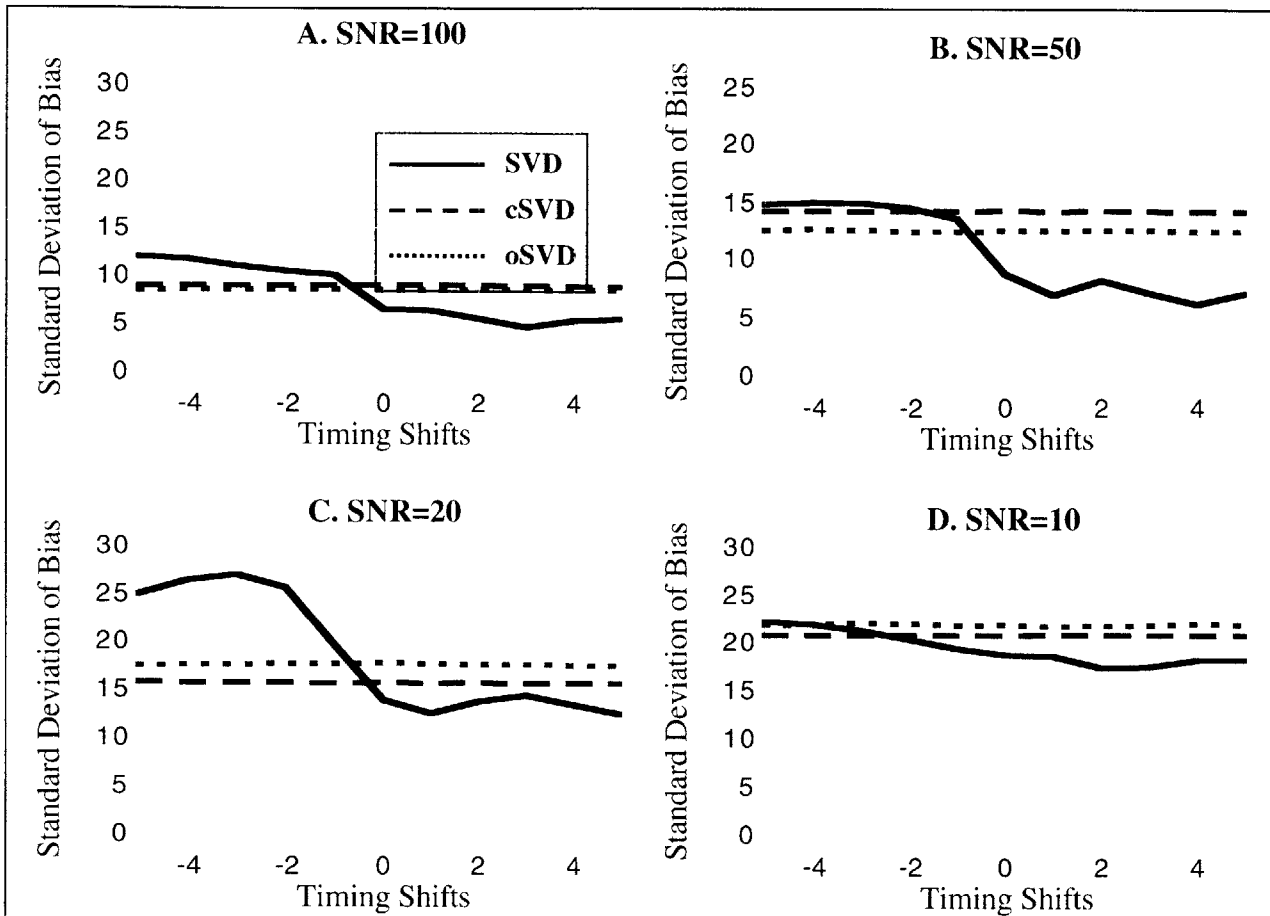 A. SNR=100
Standard Deviation of Bias
30
25
20
15
10
5
0
SVD
cSVD
oSVD
-4 -2 0 2 4
Timing Shifts
B. SNR=50
Standard Deviation of Bias
25
20
15
10
5
0
-4 -2 0 2 4
Timing Shifts
C. SNR=20
Standard Deviation of Bias
30
25
20
15
10
5
0
-4 -2 0 2 4
Timing Shifts
D. SNR=10
Standard Deviation of Bias
30
25
20
15
10
5
0
-4 -2 0 2 4
Timing Shifts